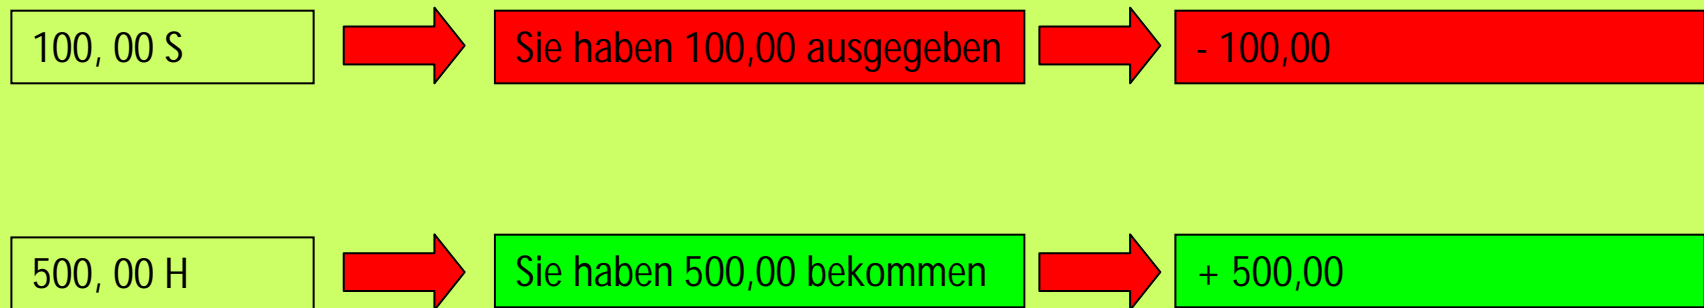 100, 00 S
Sie haben 100,00 ausgegeben
- 100,00
500, 00 H
Sie haben 500,00 bekommen
+ 500,00